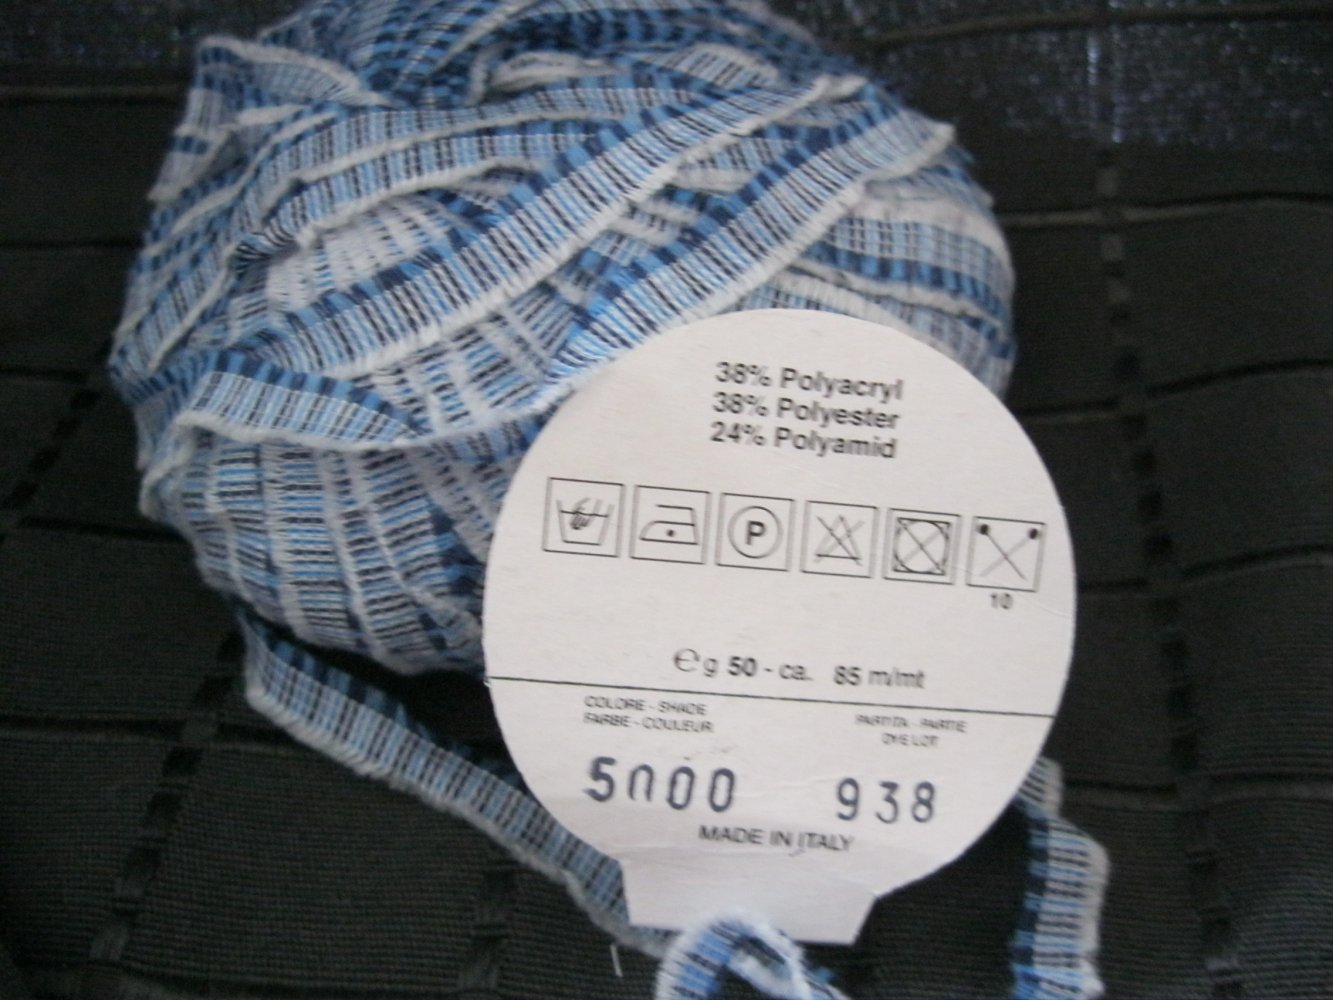 38% Polyacryl
38% Polyester
24% Polyamid
P
10
℮ g 50 - ca. 85 m/mt
COLORE - SHADE
FARBE - COULEUR
PARTITA - PARTIE
DYE LOT
5000
938
MADE IN ITALY